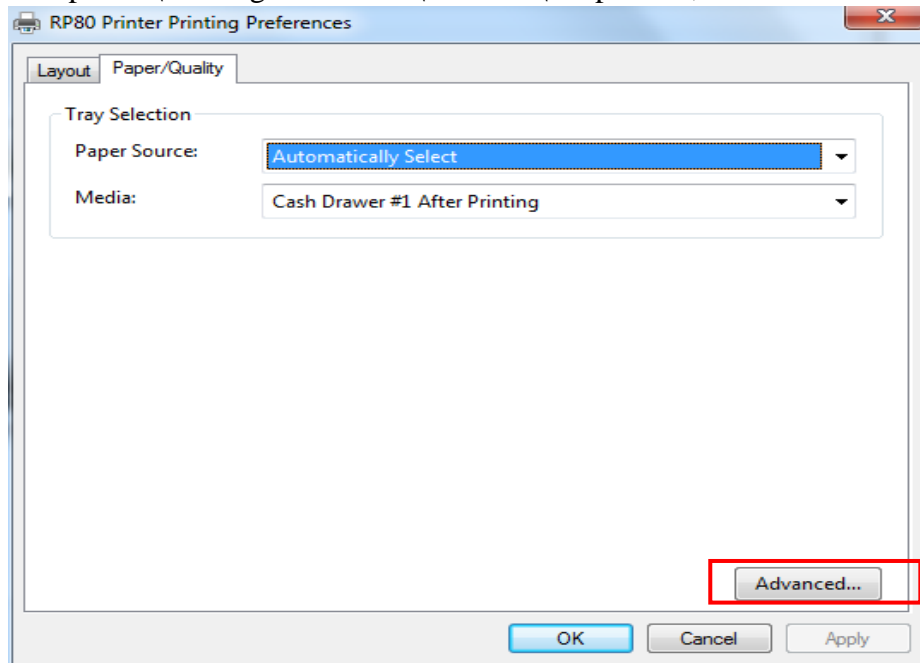 RP80 Printer Printing Preferences
Layout Paper/Quality
Tray Selection
Paper Source: Automatically Select
Media: Cash Drawer #1 After Printing
Advanced...
OK Cancel Apply